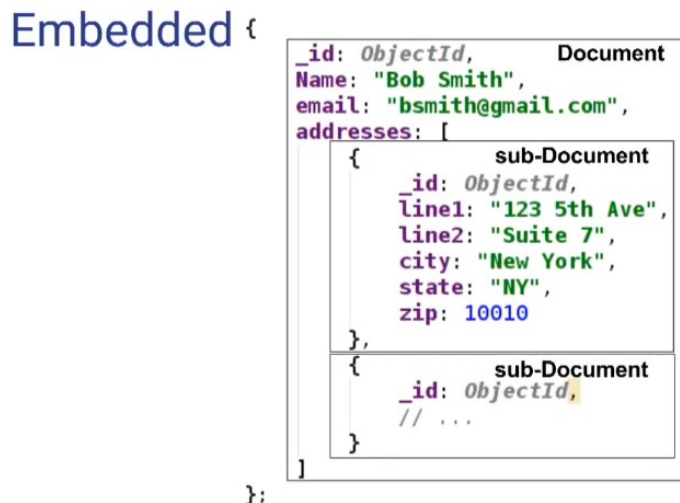 Embedded {
_id: ObjectId, Document
Name: "Bob Smith",
email: "bsmith@gmail.com",
addresses: [
{ sub-Document
_id: ObjectId,
line1: "123 5th Ave",
line2: "Suite 7",
city: "New York",
state: "NY",
zip: 10010
},
{ sub-Document
_id: ObjectId,
// ...
}
]
};